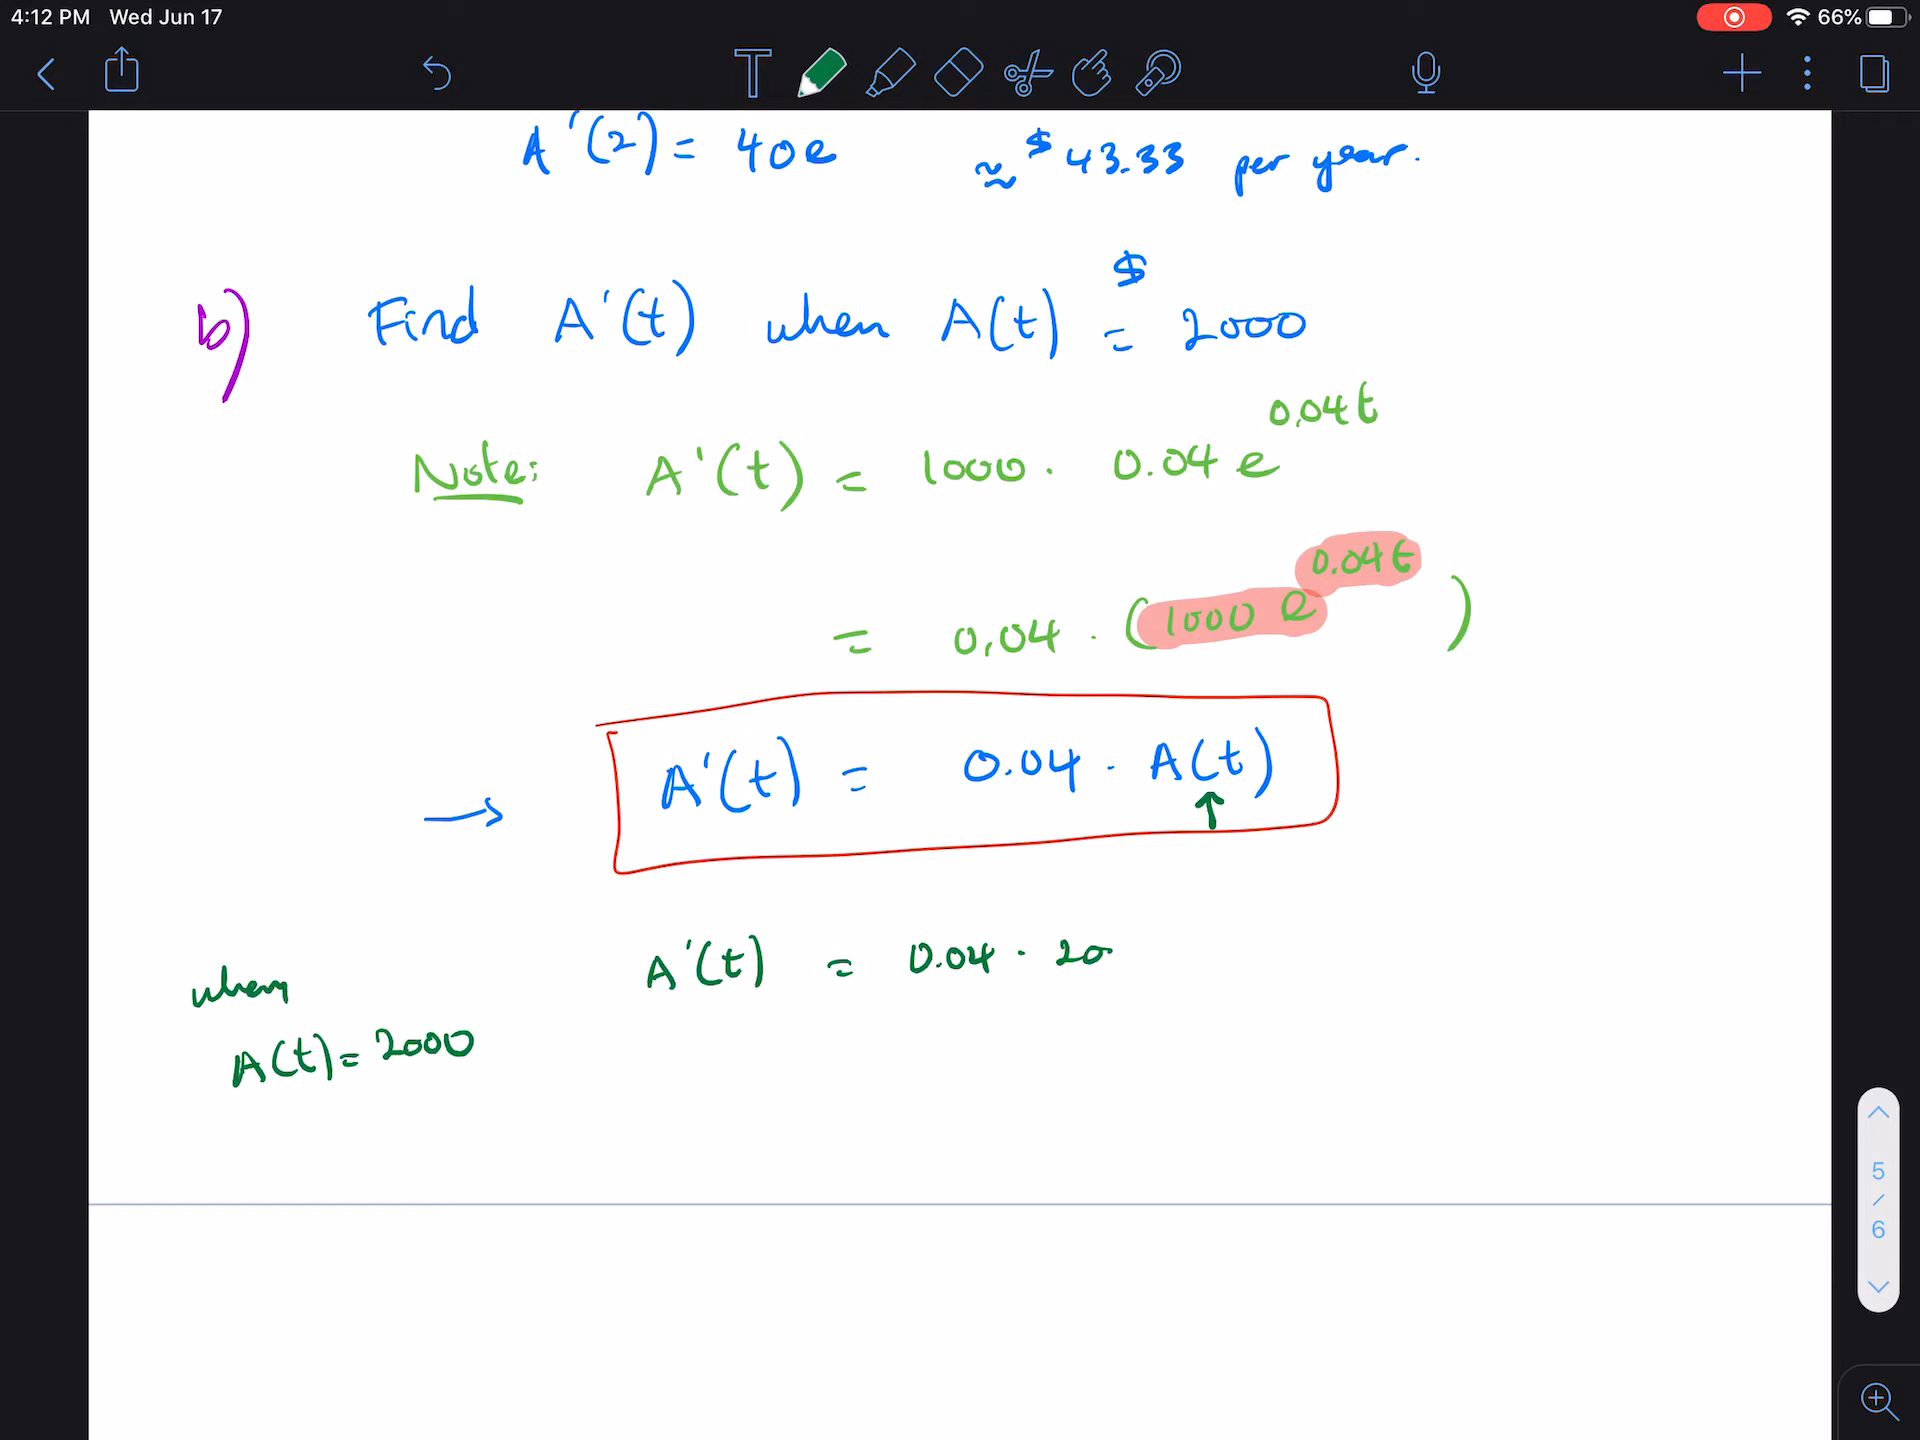 4:12 PM Wed Jun 17
66%
T
A'(2) = 40e ≈ $43.33 per year.
b) Find A'(t) when A(t) = $2000
Note: A'(t) = 1000 · 0.04 e^0.04t
= 0.04 · (1000 e^0.04t)
→ A'(t) = 0.04 · A(t)
↑
when A'(t) = 0.04 · 20
A(t) = 2000
5
/
6